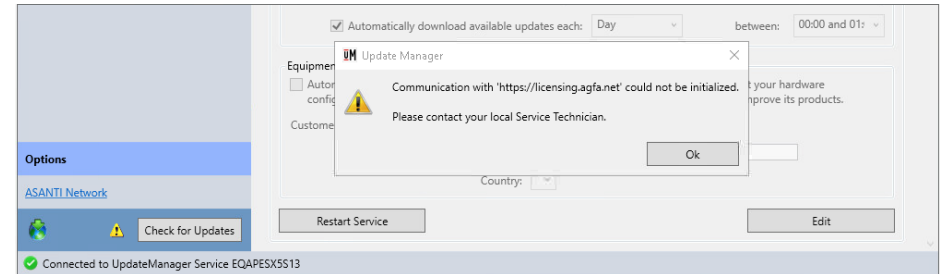 Automatically download available updates each: Day between: 00:00 and 01:
UM Update Manager
Equipmen
Autor
config
Communication with 'https://licensing.agfa.net' could not be initialized.
t your hardware
mprove its products.
Please contact your local Service Technician.
Custome
Ok
Options
Country:
ASANTI Network
Check for Updates
Restart Service
Edit
Connected to UpdateManager Service EQAPESX5S13